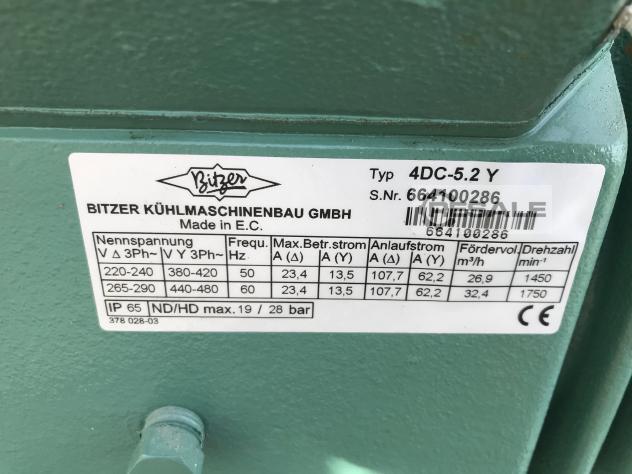 Bitzer
Typ 4DC-5.2 Y
S.Nr. 664100286
664100286
BITZER KÜHLMASCHINENBAU GMBH
Made in E.C.
Nennspannung Frequ. Max.Betr.strom Anlaufstrom Fördervol. Drehzahl
V Δ 3Ph~ V Y 3Ph~ Hz A (Δ) A (Y) A (Δ) A (Y) m³/h min⁻¹
220-240 380-420 50 23,4 13,5 107,7 62,2 26,9 1450
265-290 440-480 60 23,4 13,5 107,7 62,2 32,4 1750
IP 65 ND/HD max. 19 / 28 bar
CE
378 028-03